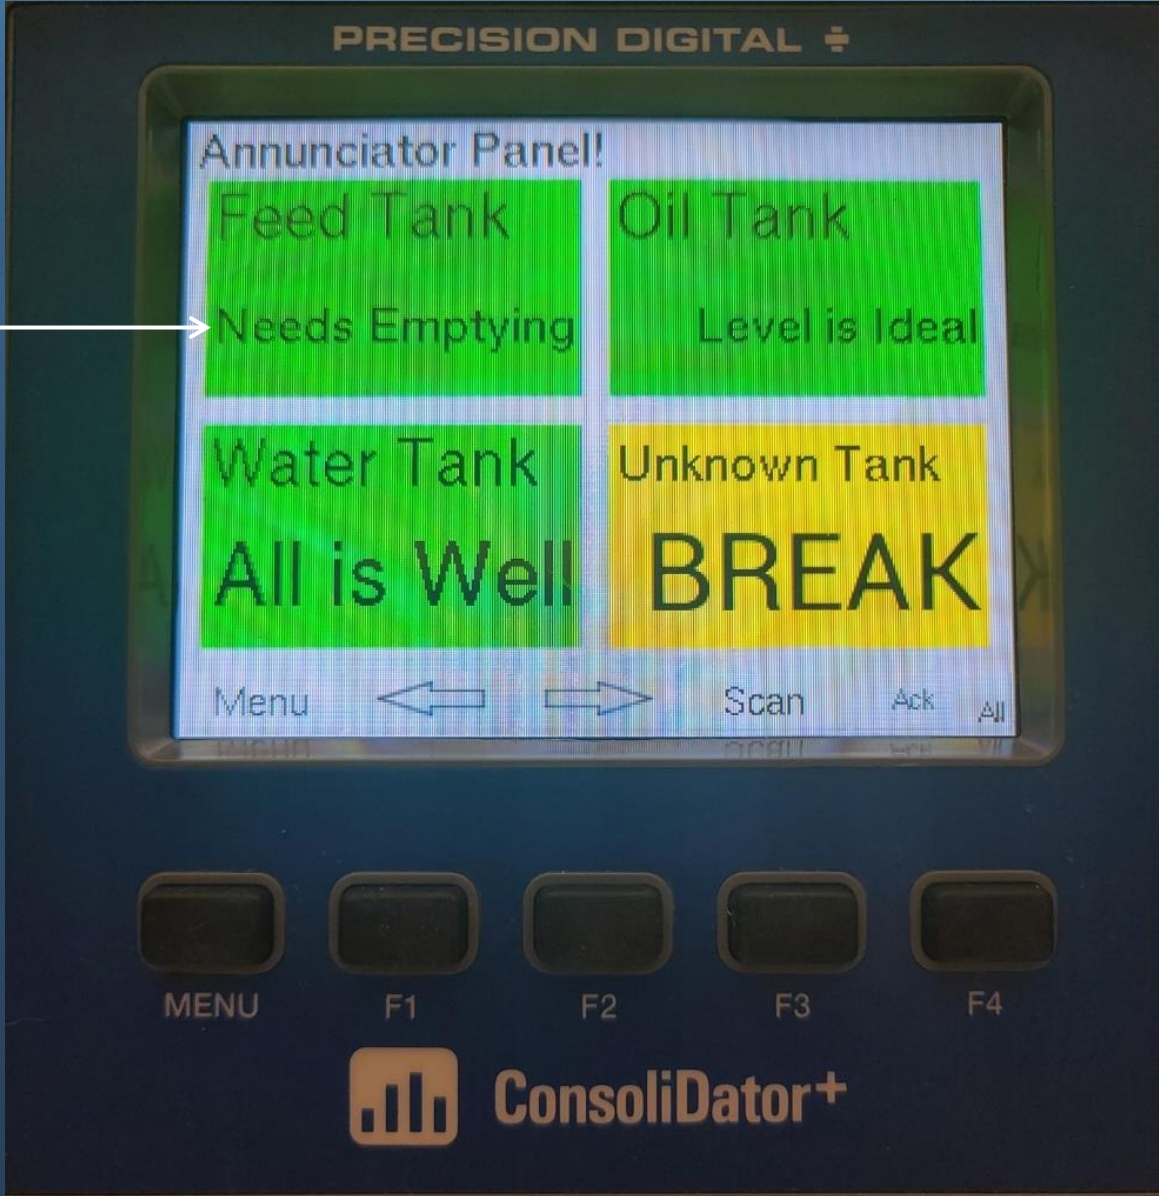 PRECISION DIGITAL
Annunciator Panel!
Feed Tank
Needs Emptying
Oil Tank
Level is Ideal
Water Tank
All is Well
Unknown Tank
BREAK
Menu Scan Ack All
MENU F1 F2 F3 F4
ConsoliDator+